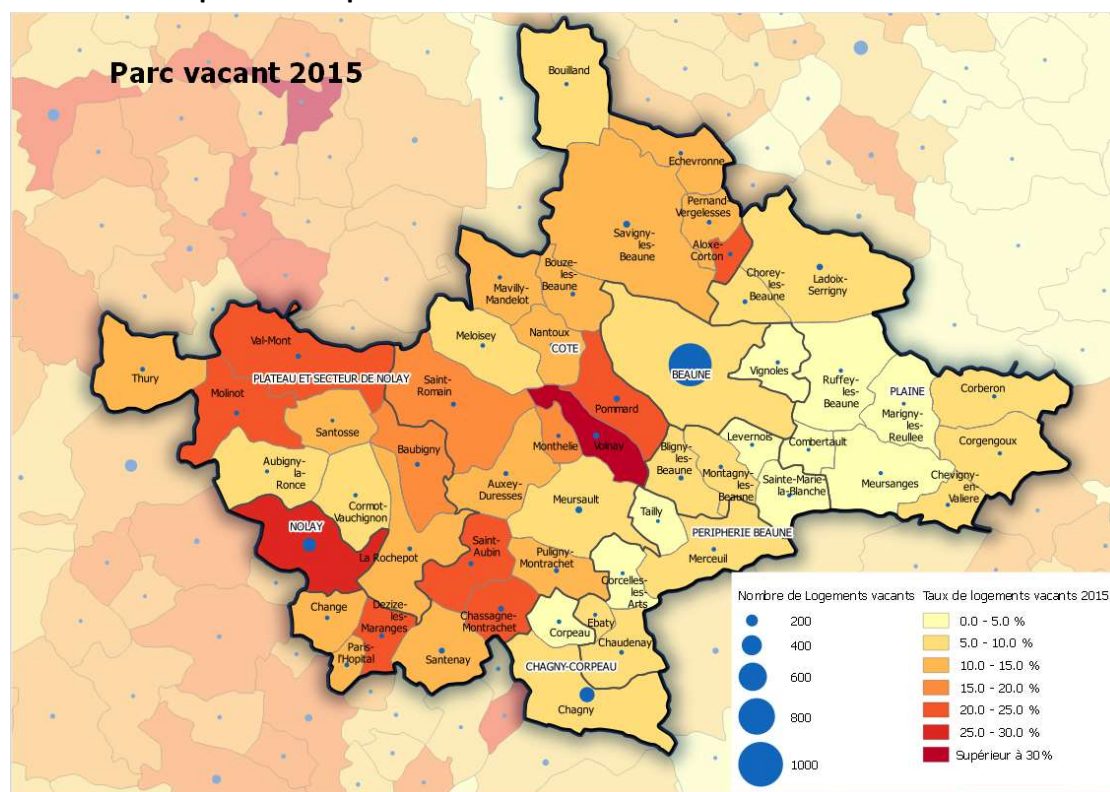 Parc vacant 2015
Bouilland
Echevronne
Pernand-
Vergelesses
Savigny-
les-
Beaune
Aloxe-
Corton
Bouze-
les-
Beaune
Chorey-
les-
Beaune
Ladoix-
Serrigny
Mavilly-
Mandelot
Nantoux
COTE
Meloisey
Val-Mont
PLATEAU ET SECTEUR DE NOLAY
Thury
Molinot
Saint-
Romain
BEAUNE
Vignoles
Ruffey-
les-
Beaune
PLAINE
Marigny-
les-
Reullee
Corberon
Pommard
Santosse
Monthelie
Volnay
Levernois
Combertault
Corgengoux
Baubigny
Bligny-
les-
Beaune
Montagny-
les-
Beaune
Sainte-Marie-
la-Blanche
Meursanges
Chevigny-
en-
Valiere
Aubigny-
la-
Ronce
Auxey-
Duresses
Meursault
Cormot-
Vauchignon
Tailly
PERIPHERIE BEAUNE
NOLAY
Merceuil
La Rochepot
Saint-
Aubin
Puligny-
Montrachet
Corcelles-
les-
Arts
Change
Dezize-
les-
Maranges
Chassagne-
Montrachet
Ebaty
Corpeau
Chaudenay
Paris-
l'Hopital
Santenay
CHAGNY-CORPEAU
Chagny
Nombre de Logements vacants
200
400
600
800
1000
Taux de logements vacants 2015
0.0 - 5.0 %
5.0 - 10.0 %
10.0 - 15.0 %
15.0 - 20.0 %
20.0 - 25.0 %
25.0 - 30.0 %
Supérieur à 30%